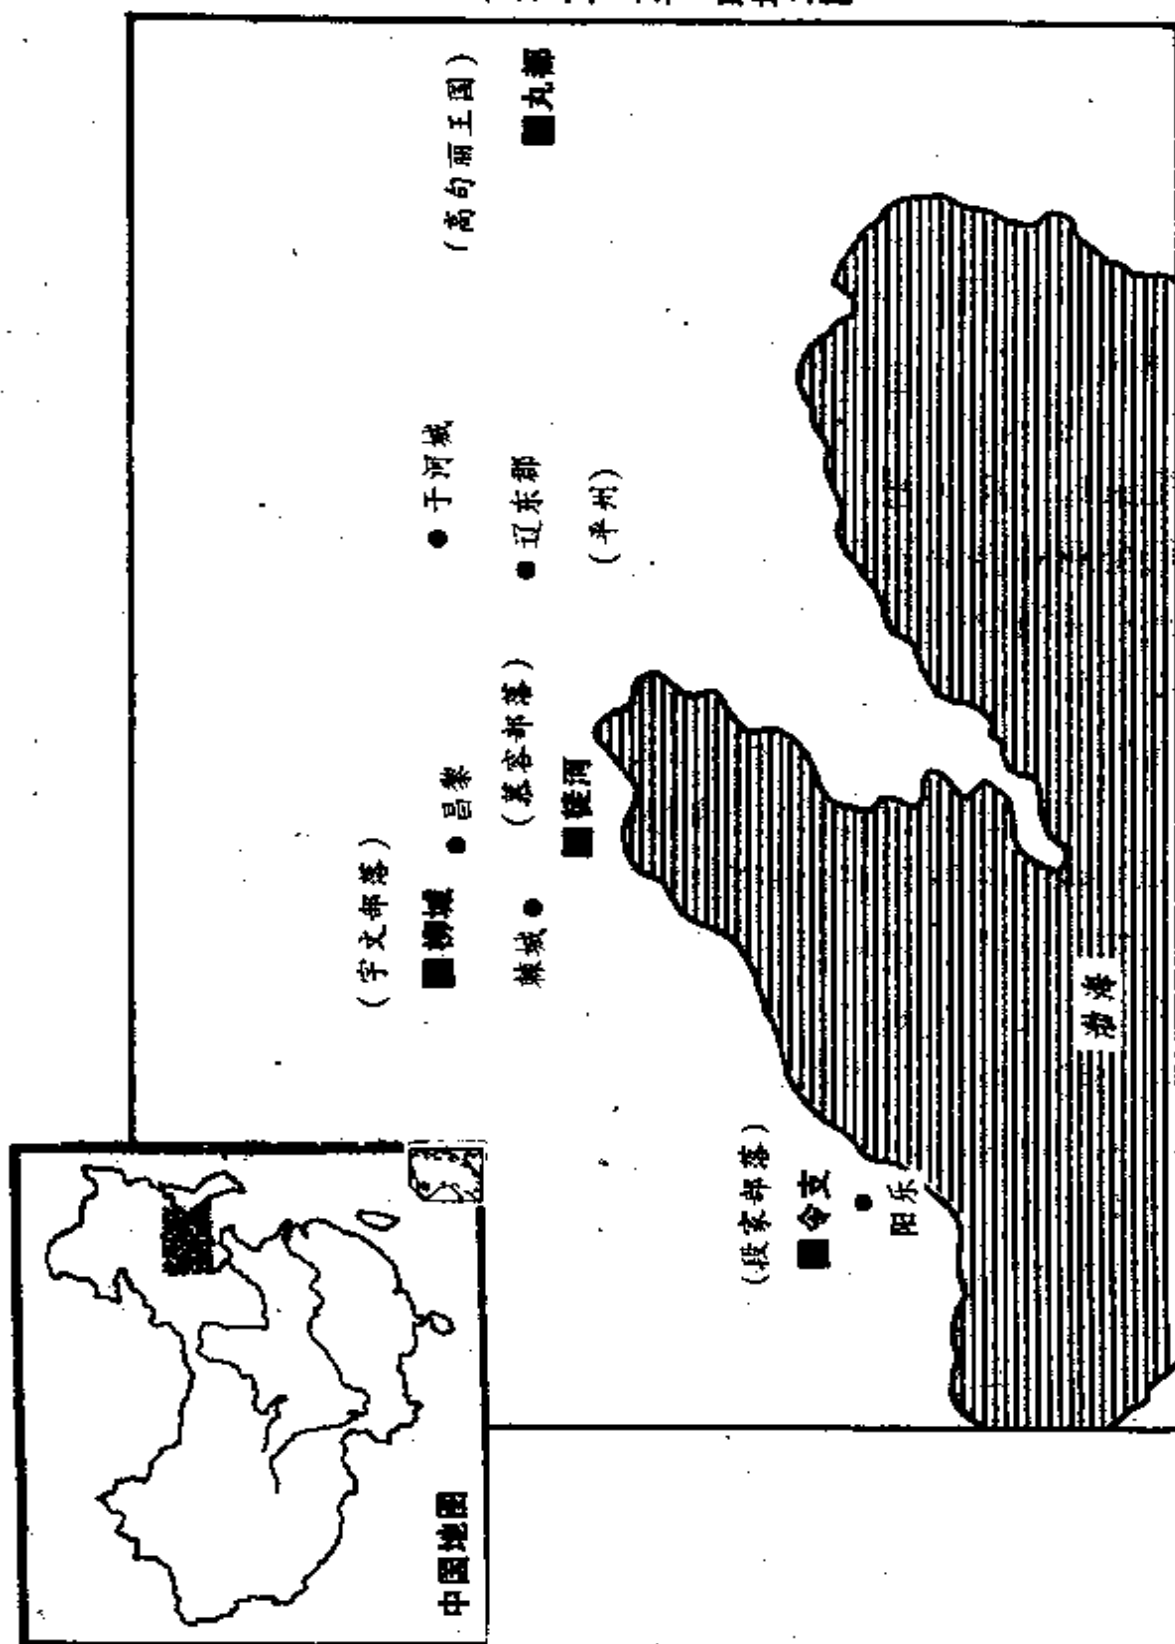 (高句丽王国)
丸都
于河城
辽东郡
(平州)
(宇文部落)
昌黎
(慕容部落)
柳城
棘城
(段家部落)
令支
阳乐
渤海
中国地图